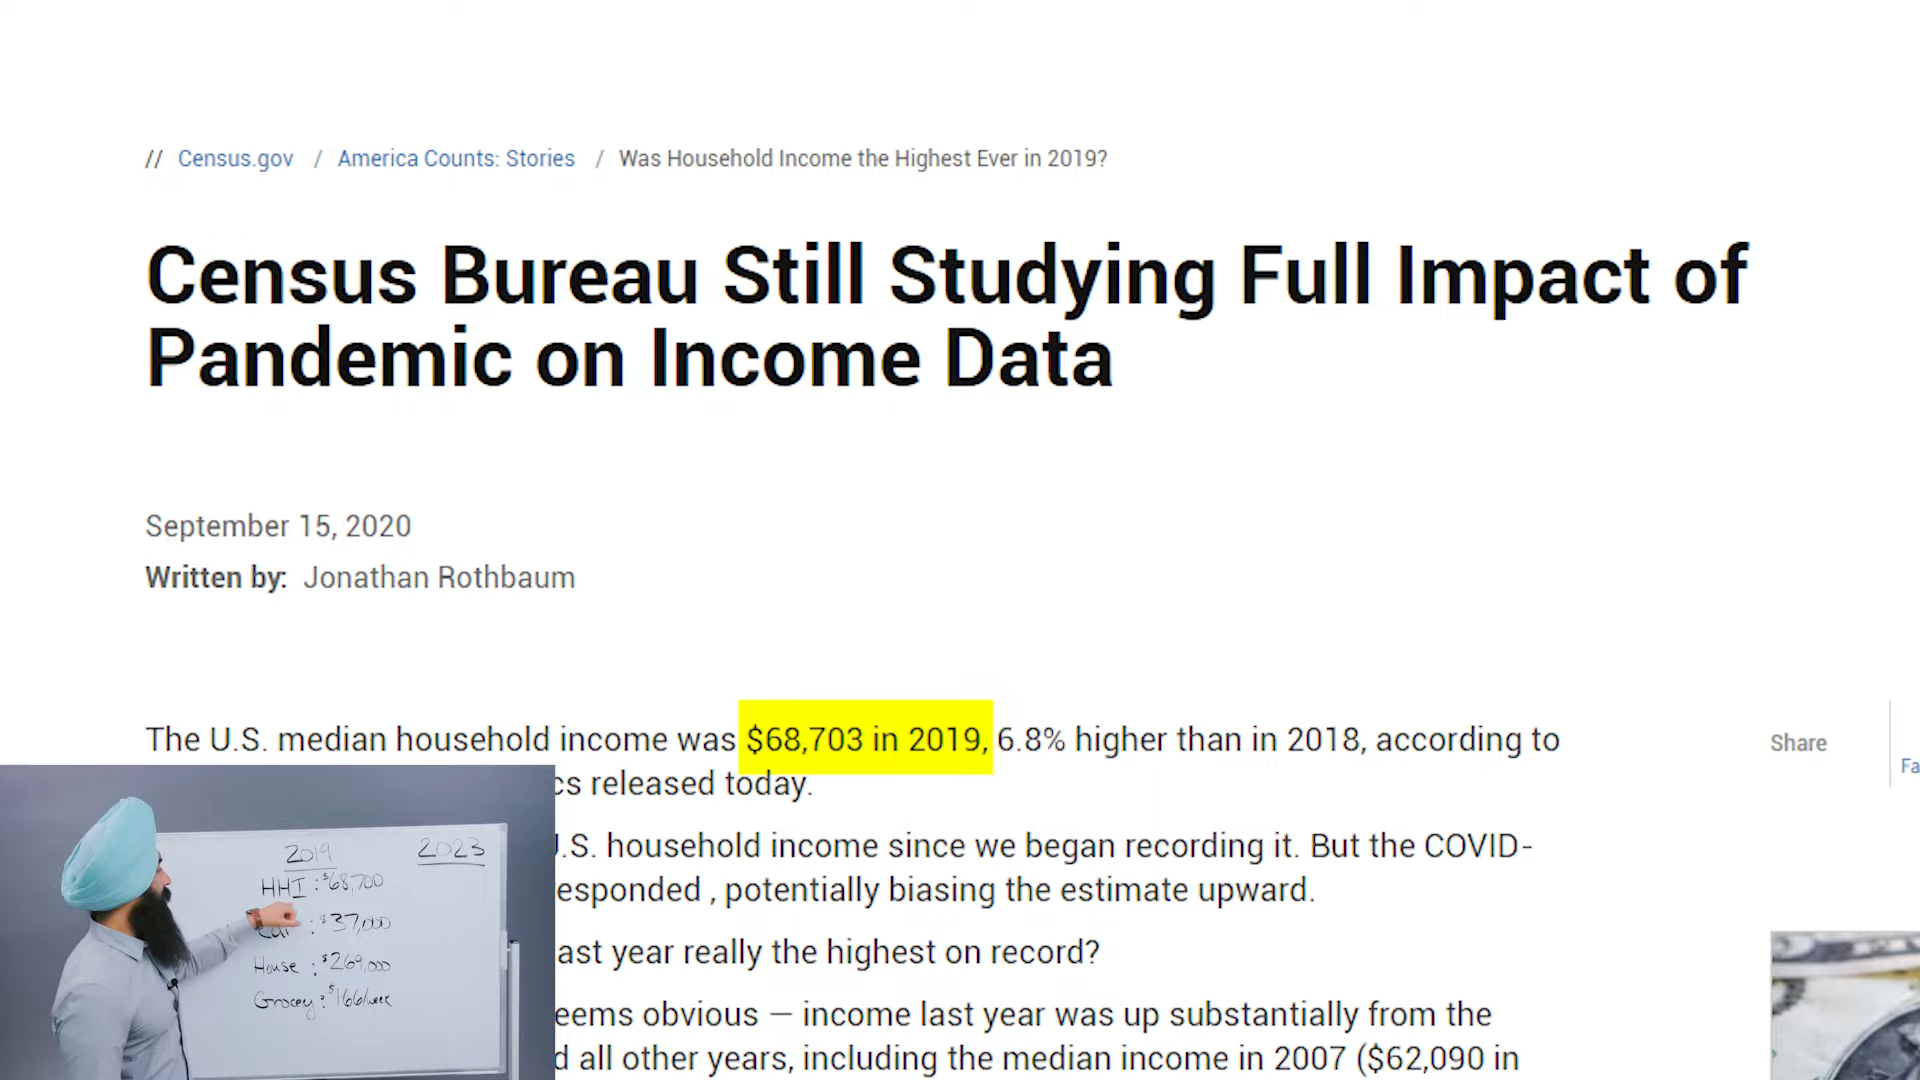 // Census.gov / America Counts: Stories / Was Household Income the Highest Ever in 2019?
Census Bureau Still Studying Full Impact of
Pandemic on Income Data
September 15, 2020
Written by: Jonathan Rothbaum
The U.S. median household income was $68,703 in 2019, 6.8% higher than in 2018, according to
cs released today.
.S. household income since we began recording it. But the COVID-
esponded , potentially biasing the estimate upward.
ast year really the highest on record?
eems obvious — income last year was up substantially from the
d all other years, including the median income in 2007 ($62,090 in
Share
Fa
2019
HHI : $68,700
Car : $37,000
House : $269,000
Grocey : $166/week
2023